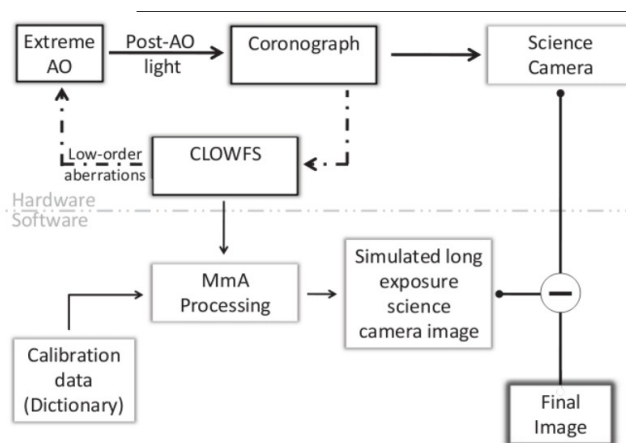 Extreme
AO
Post-AO
light
Coronograph
Science
Camera
Low-order
aberrations
CLOWFS
Hardware
Software
MmA
Processing
Simulated long
exposure
science
camera image
Calibration
data
(Dictionary)
Final
Image